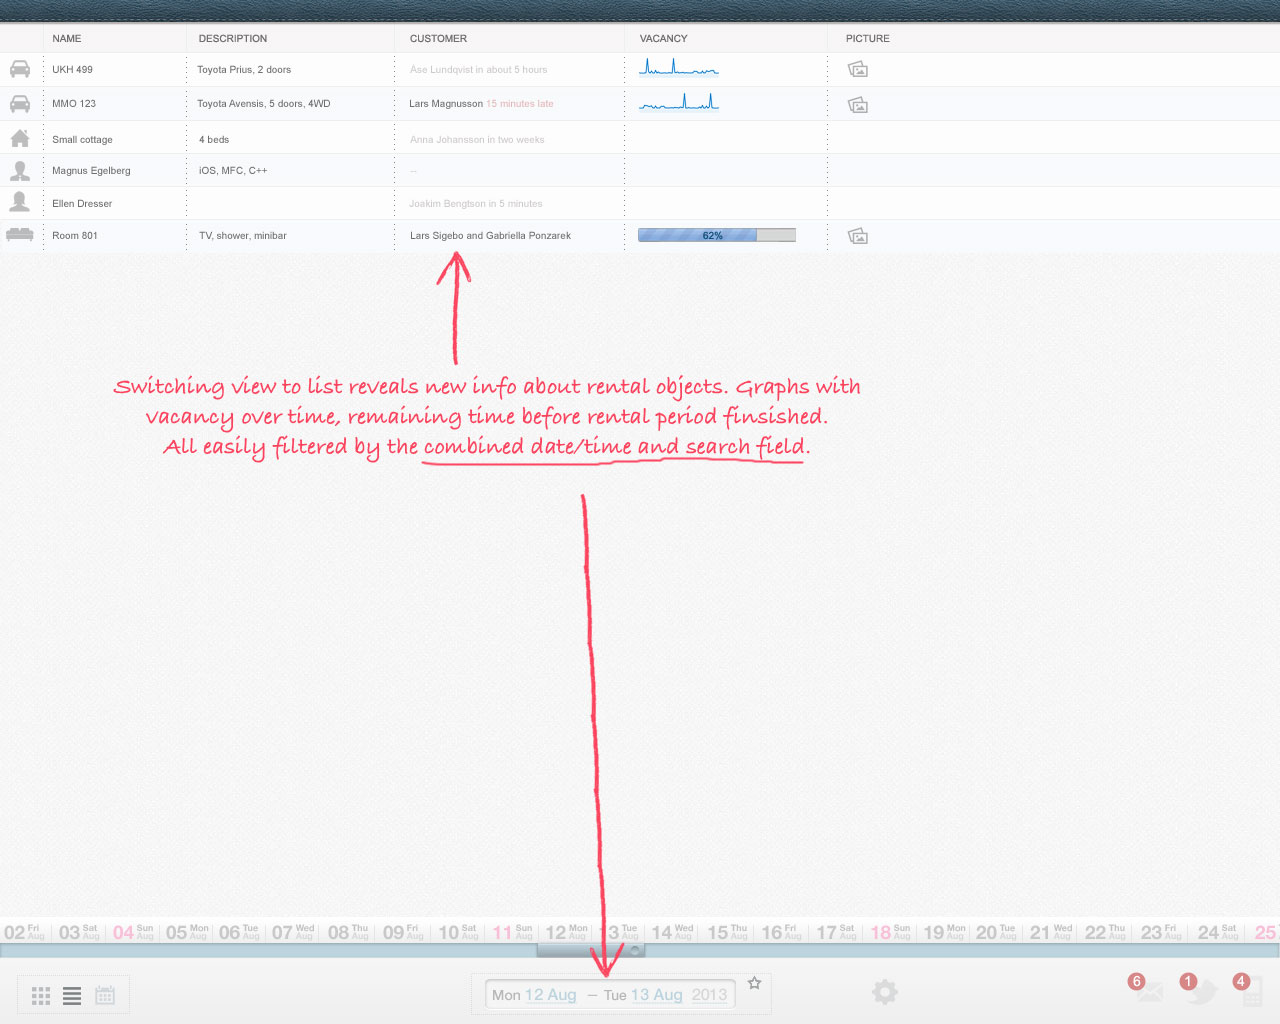 NAME DESCRIPTION CUSTOMER VACANCY PICTURE
UKH 499 Toyota Prius, 2 doors Ase Lundqvist in about 5 hours
MMO 123 Toyota Avensis, 5 doors, 4WD Lars Magnusson 15 minutes late
Small cottage 4 beds Anna Johansson in two weeks
Magnus Egelberg iOS, MFC, C++ --
Ellen Dresser Joakim Bengtson in 5 minutes
Room 801 TV, shower, minibar Lars Sigebo and Gabriella Ponzarek 62%
Switching view to list reveals new info about rental objects. Graphs with
vacancy over time, remaining time before rental period finsished.
All easily filtered by the combined date/time and search field.
02 Fri Aug 03 Sat Aug 04 Sun Aug 05 Mon Aug 06 Tue Aug 07 Wed Aug 08 Thu Aug 09 Fri Aug 10 Sat Aug 11 Sun Aug 12 Mon Aug 13 Tue Aug 14 Wed Aug 15 Thu Aug 16 Fri Aug 17 Sat Aug 18 Sun Aug 19 Mon Aug 20 Tue Aug 21 Wed Aug 22 Thu Aug 23 Fri Aug 24 Sat Aug 25
Mon 12 Aug – Tue 13 Aug 2013
6 1 4